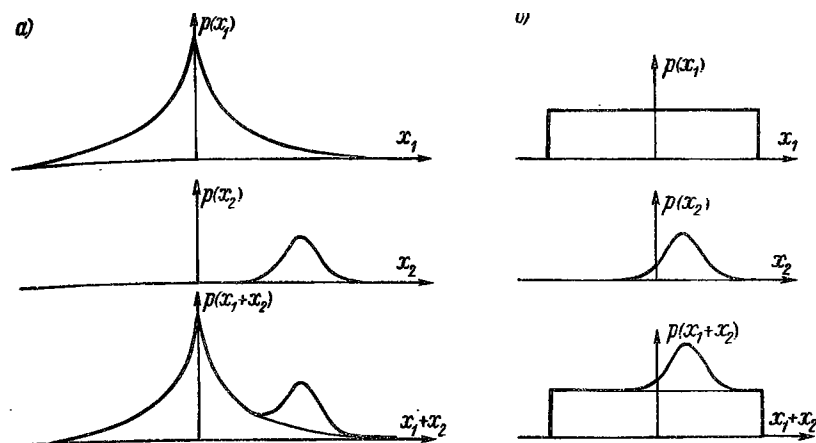 а)
p(x₁)
x₁
p(x₂)
x₂
p(x₁+x₂)
x₁+x₂
p(x₁)
x₁
p(x₂)
x₂
p(x₁+x₂)
x₁+x₂